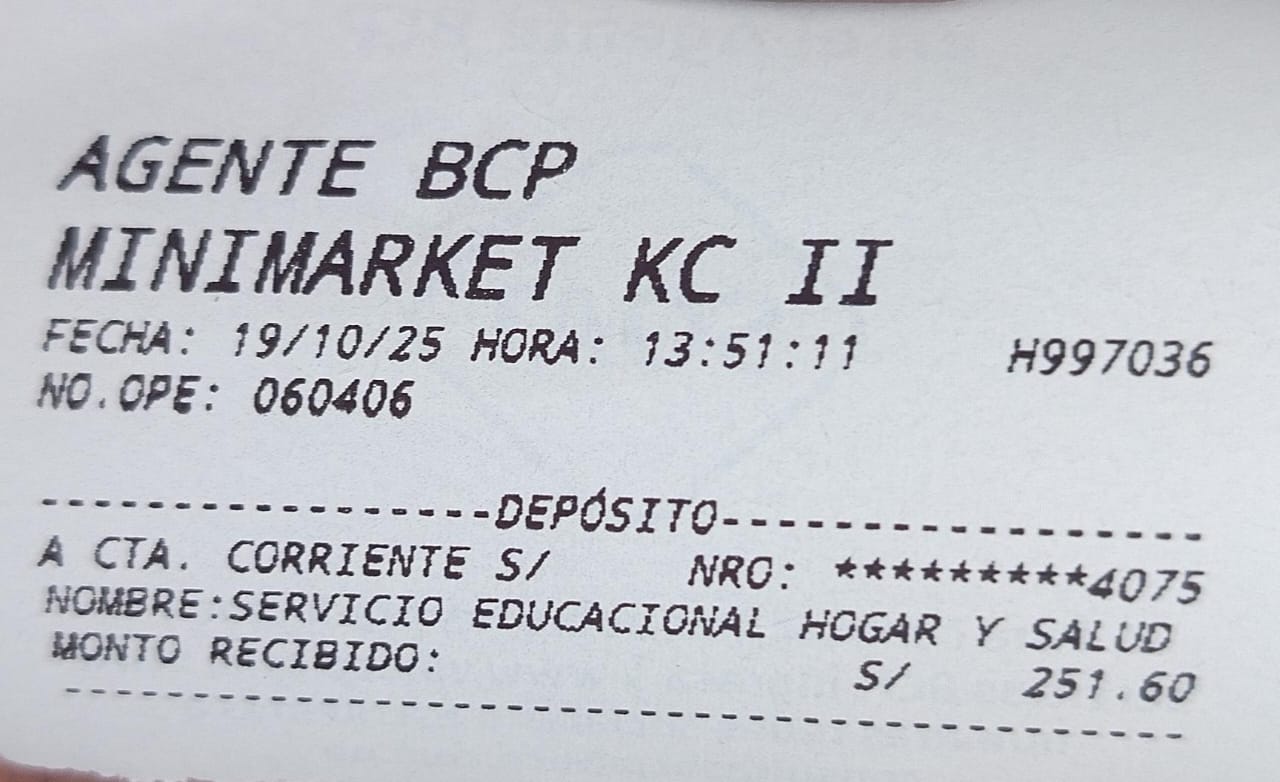 AGENTE BCP
MINIMARKET KC II
FECHA: 19/10/25 HORA: 13:51:11 H997036
NO.OPE: 060406
-----------------DEPÓSITO------------------
A CTA. CORRIENTE S/ NRO: *********4075
NOMBRE:SERVICIO EDUCACIONAL HOGAR Y SALUD
MONTO RECIBIDO: S/ 251.60
------------------------------------------